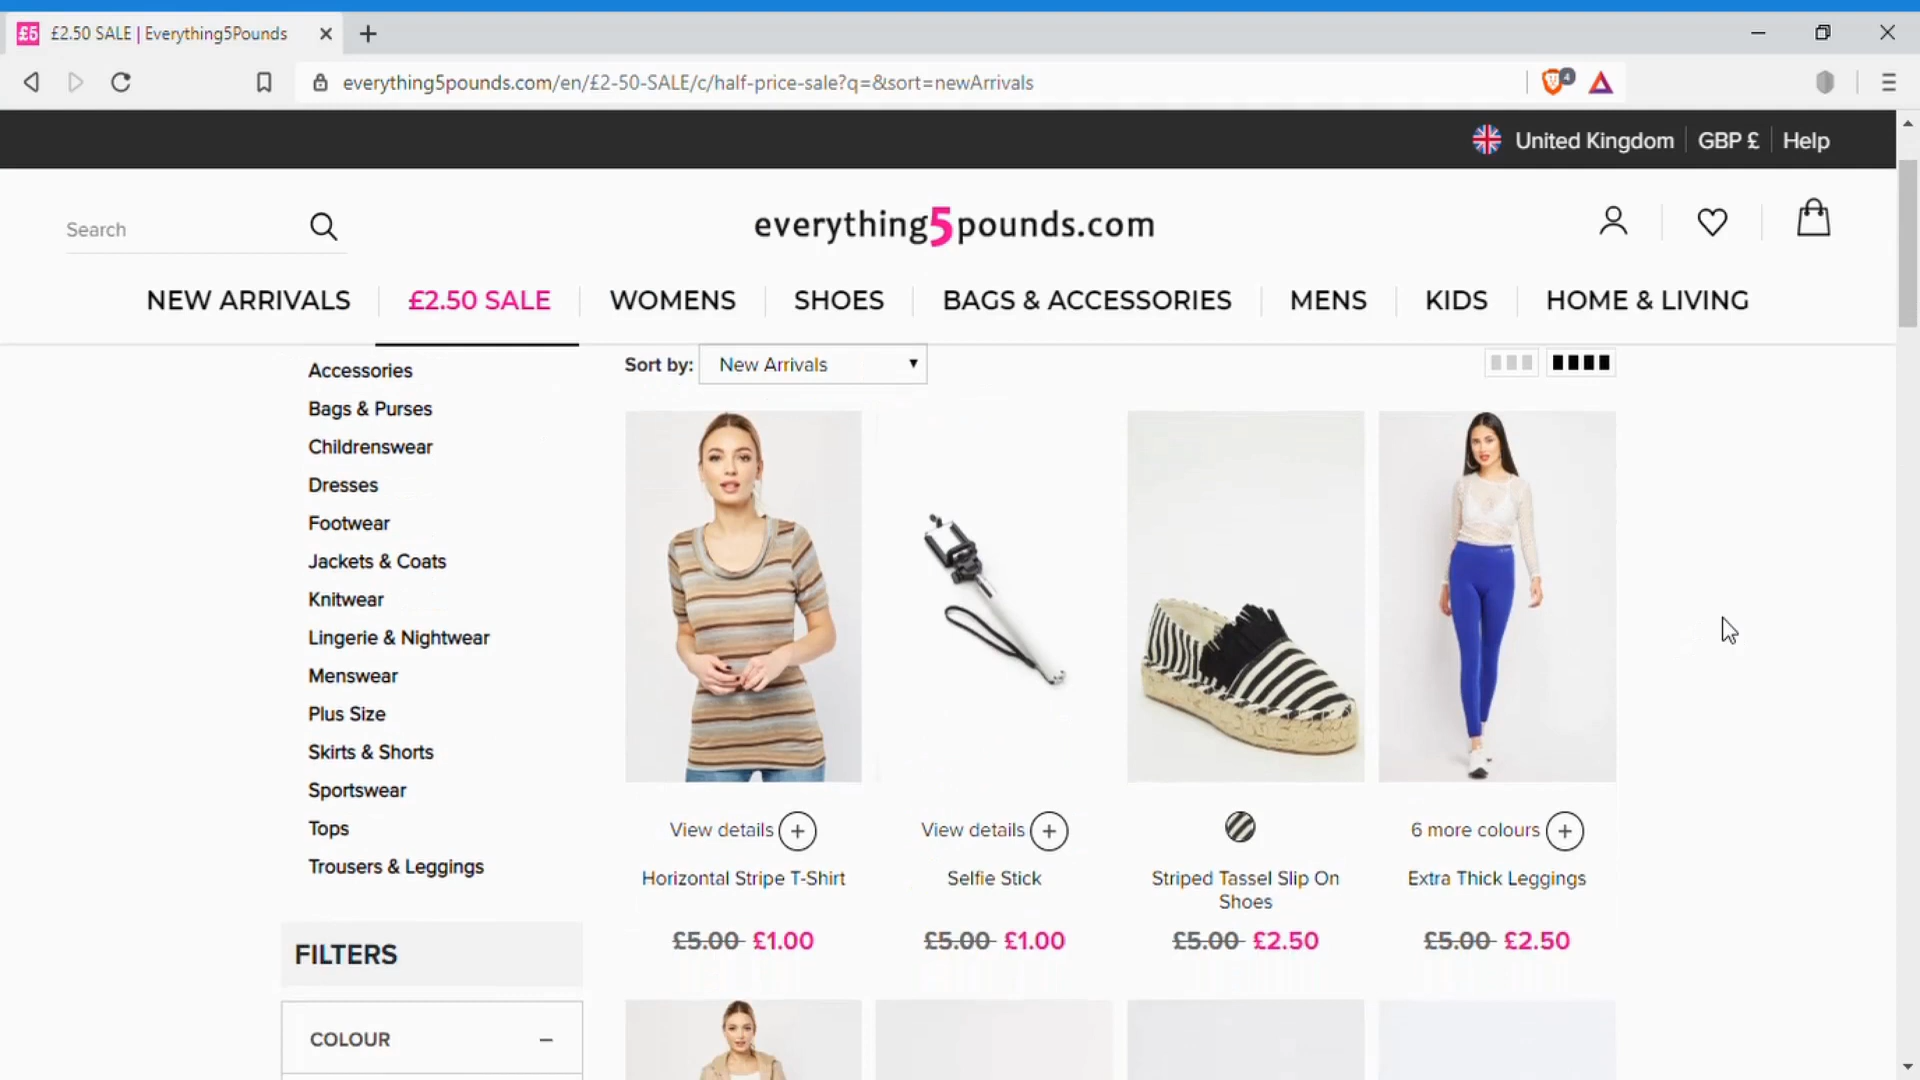 £5 £2.50 SALE | Everything5Pounds
everything5pounds.com/en/£2-50-SALE/c/half-price-sale?q=&sort=newArrivals
4
United Kingdom GBP £ Help
Search
everything5pounds.com
NEW ARRIVALS £2.50 SALE WOMENS SHOES BAGS & ACCESSORIES MENS KIDS HOME & LIVING
Accessories
Bags & Purses
Childrenswear
Dresses
Footwear
Jackets & Coats
Knitwear
Lingerie & Nightwear
Menswear
Plus Size
Skirts & Shorts
Sportswear
Tops
Trousers & Leggings
FILTERS
COLOUR
Sort by: New Arrivals
View details
Horizontal Stripe T-Shirt
£5.00 £1.00
View details
Selfie Stick
£5.00 £1.00
Striped Tassel Slip On
Shoes
£5.00 £2.50
6 more colours
Extra Thick Leggings
£5.00 £2.50